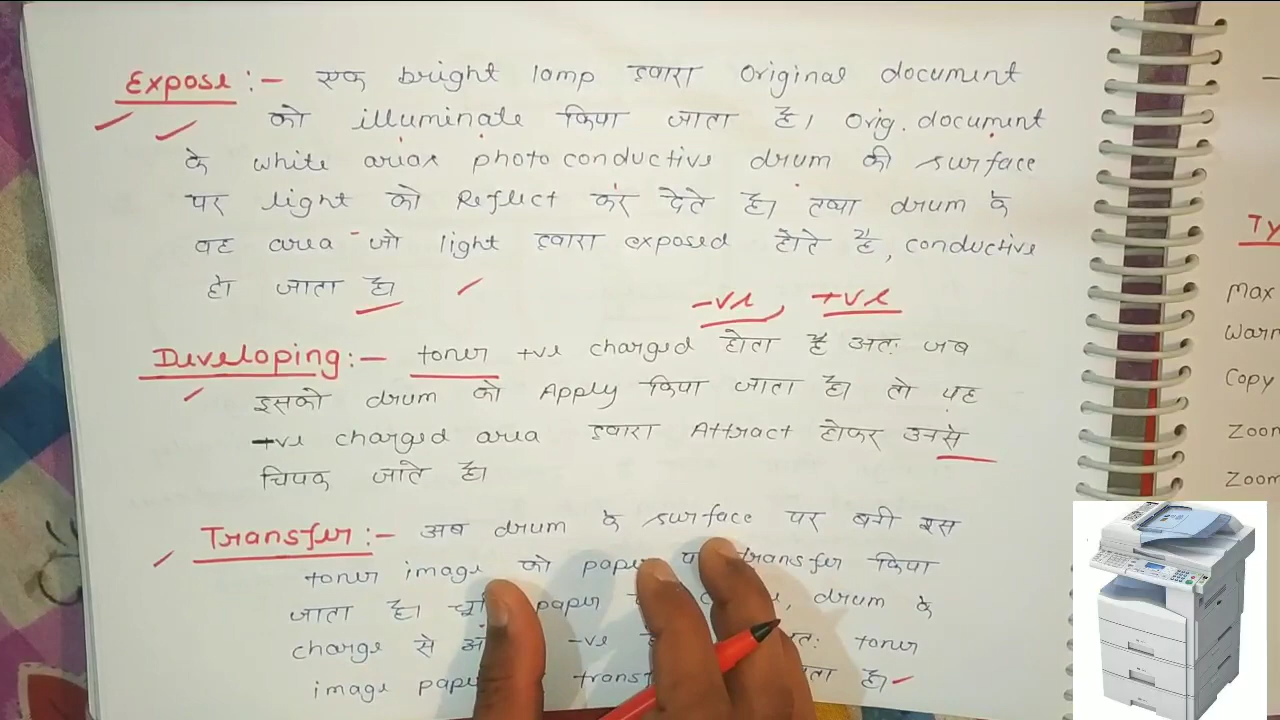 Expose :- एक bright lamp द्वारा Original document
को illuminate किया जाता है। Orig. document
के white arias photoconductive drum की surface
पर light को Reflect कर देते है। तथा drum के
वह area जो light द्वारा exposed होते है, conductive
हो जाता है।
-ve, +ve
Developing :- toner +ve charged होता है अतः जब
इसको drum को Apply किया जाता है। तो यह
+ve charged area द्वारा Attract होकर उनसे
चिपक जाते है।
Transfer :- अब drum के surface पर बनी इस
toner image को paper transfer किया
जाता है। paper drum के
charge से -ve toner
image है।
Ty
Max
Warm
Copy
Zoom
Zoom